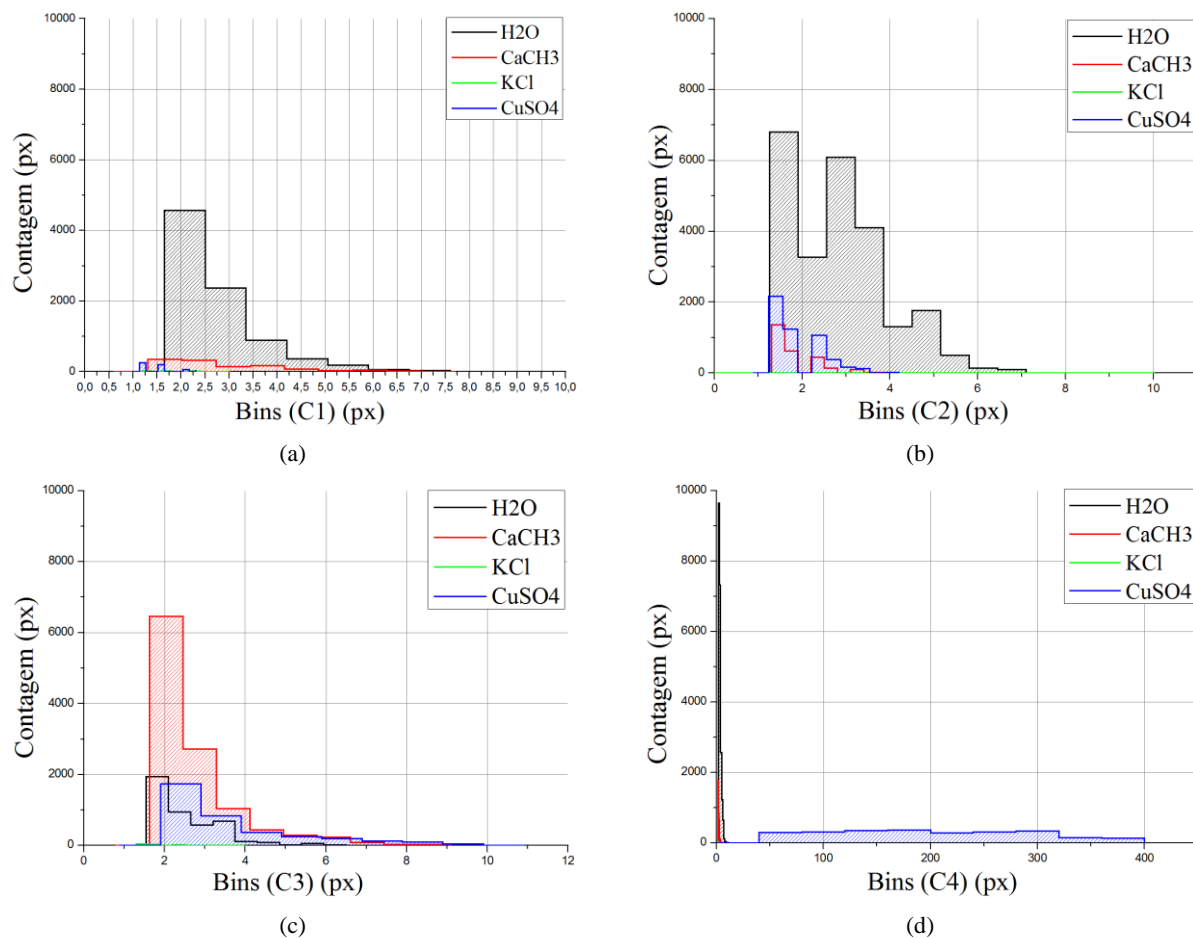 10000
8000
6000
4000
2000
0
Contagem (px)
H2O
CaCH3
KCl
CuSO4
0,0 0,5 1,0 1,5 2,0 2,5 3,0 3,5 4,0 4,5 5,0 5,5 6,0 6,5 7,0 7,5 8,0 8,5 9,0 9,5 10,0
Bins (C1) (px)
(a)
10000
8000
6000
4000
2000
0
Contagem (px)
H2O
CaCH3
KCl
CuSO4
0 2 4 6 8 10
Bins (C2) (px)
(b)
10000
8000
6000
4000
2000
0
Contagem (px)
H2O
CaCH3
KCl
CuSO4
0 2 4 6 8 10 12
Bins (C3) (px)
(c)
10000
8000
6000
4000
2000
0
Contagem (px)
H2O
CaCH3
KCl
CuSO4
0 100 200 300 400
Bins (C4) (px)
(d)